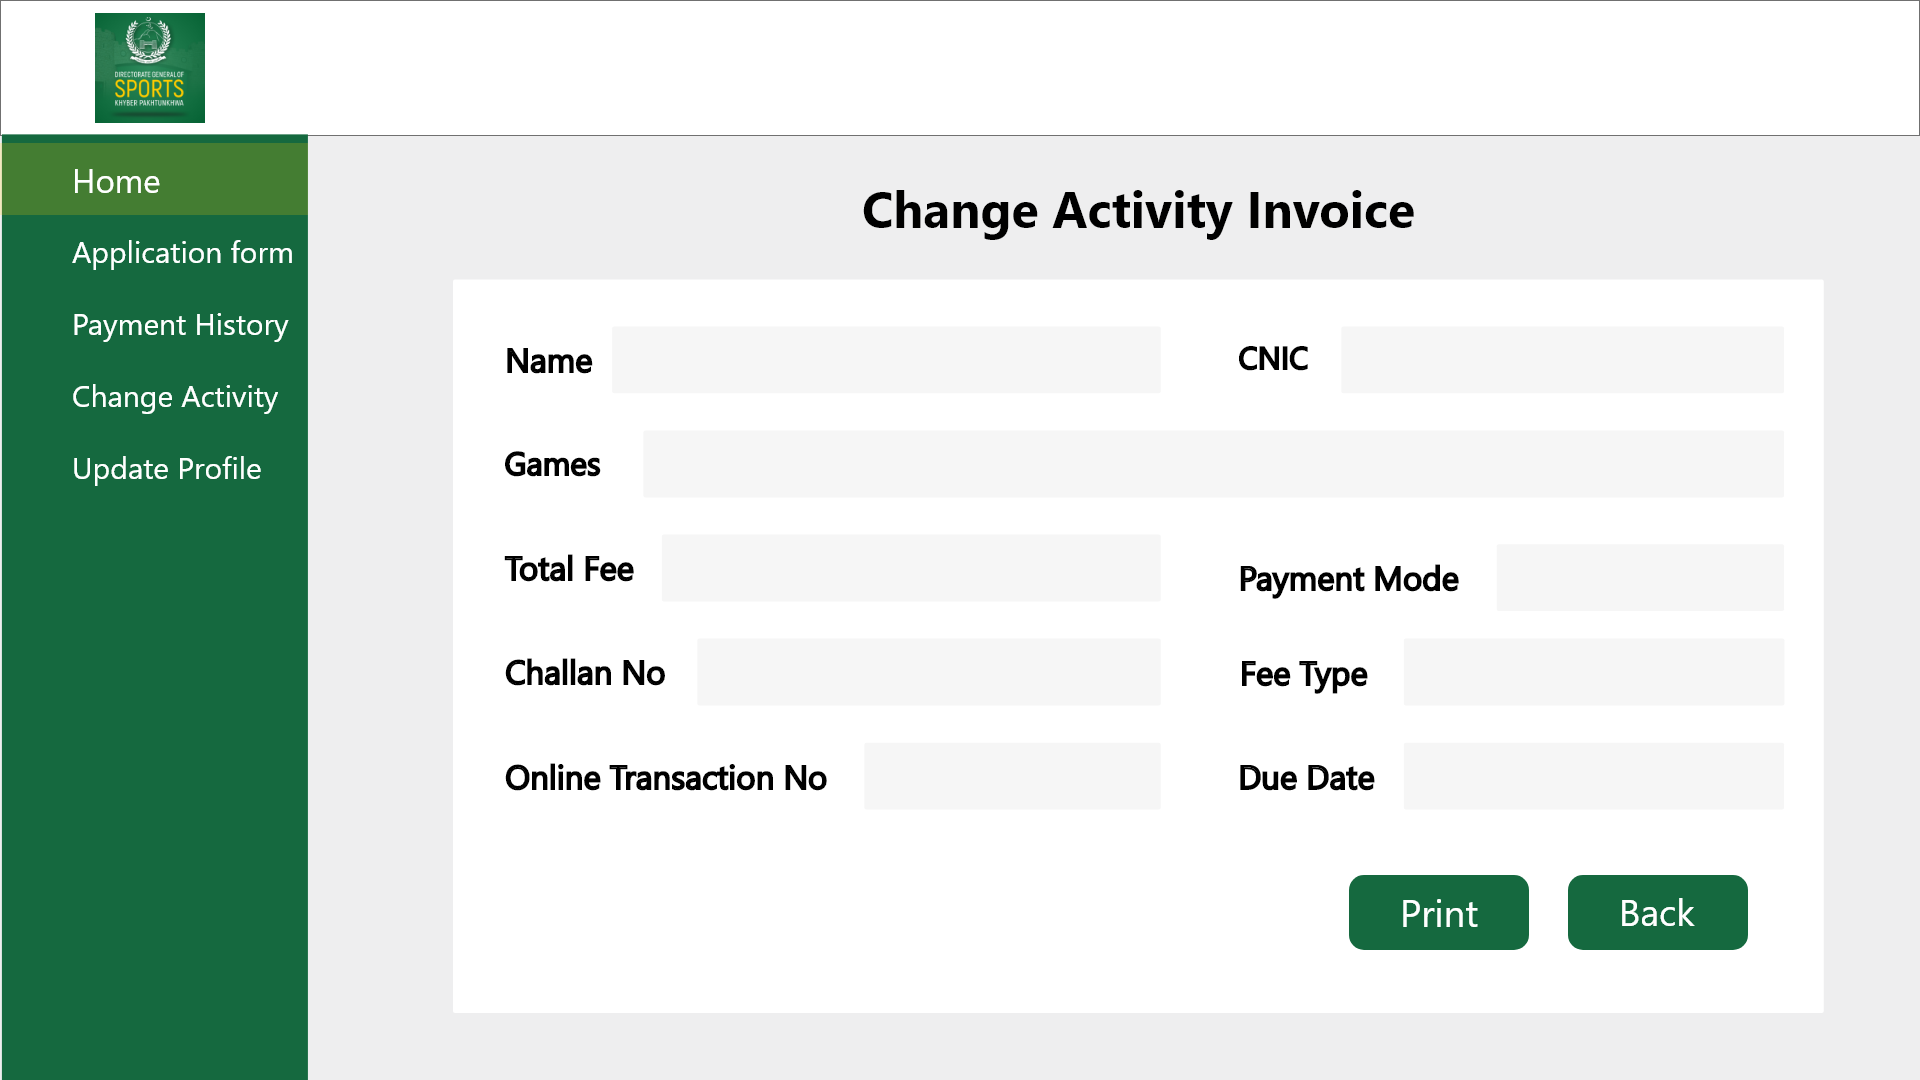 DIRECTORATE GENERAL OF
SPORTS
KHYBER PAKHTUNKHWA
Home
Application form
Payment History
Change Activity
Update Profile
Change Activity Invoice
Name
CNIC
Games
Total Fee
Payment Mode
Challan No
Fee Type
Online Transaction No
Due Date
Print
Back